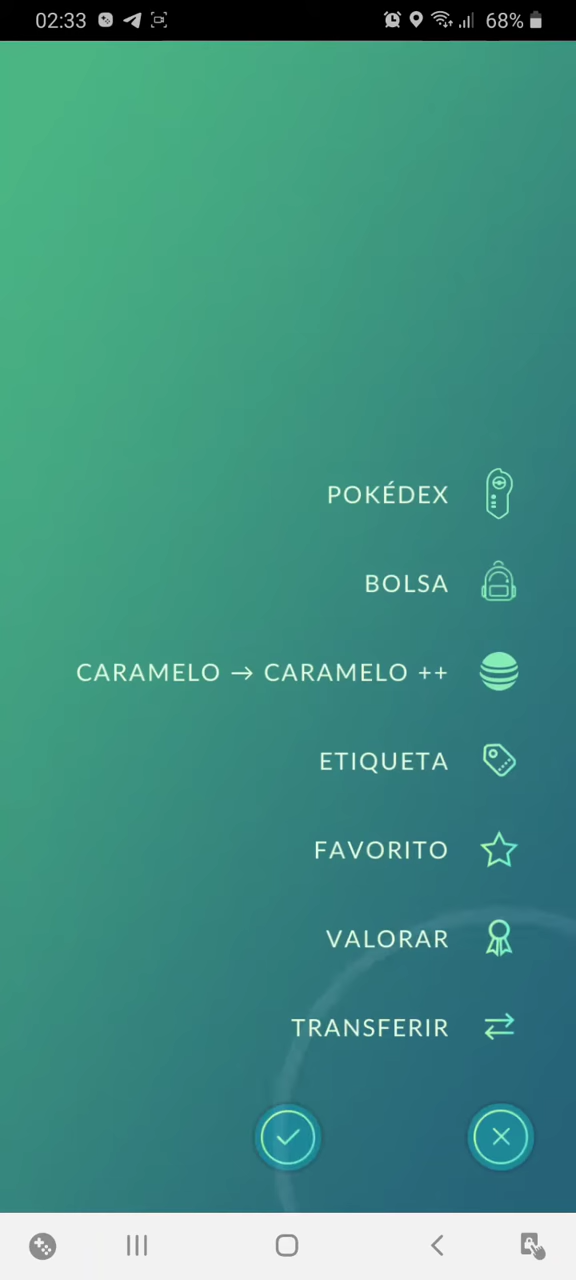 02:33
68%
POKÉDEX
BOLSA
CARAMELO → CARAMELO ++
ETIQUETA
FAVORITO
VALORAR
TRANSFERIR